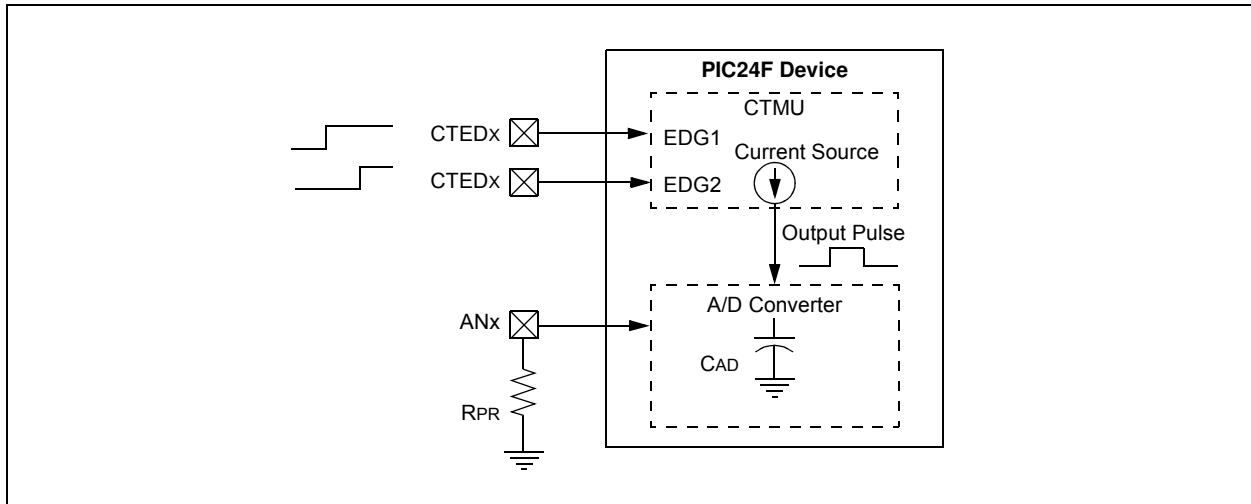 PIC24F Device
CTMU
CTEDx
EDG1
Current Source
CTEDx
EDG2
Output Pulse
A/D Converter
ANx
CAD
RPR